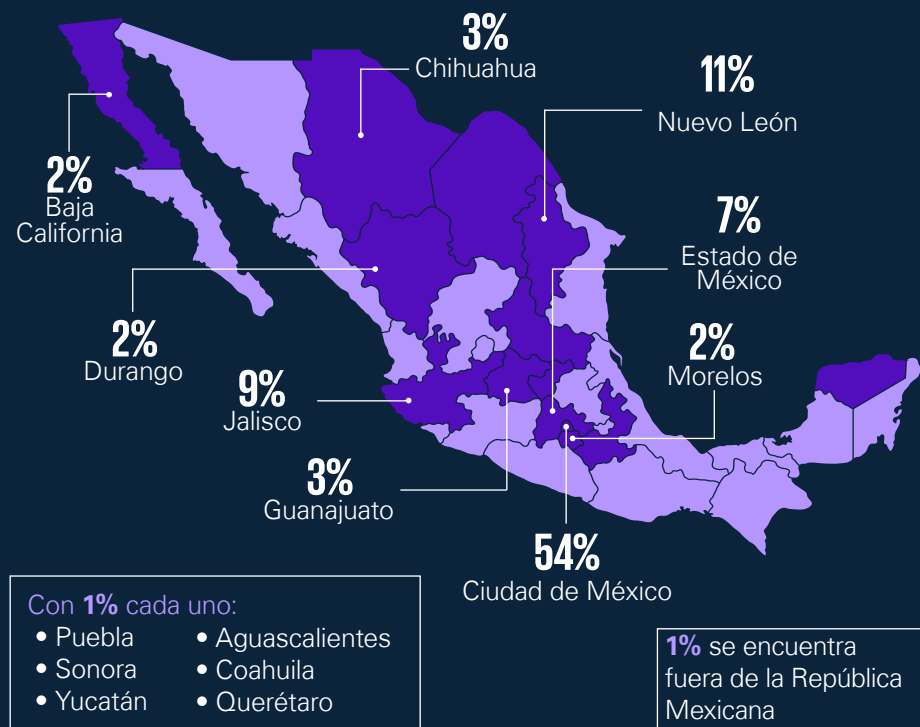 3%
Chihuahua
11%
Nuevo León
2%
Baja
California
7%
Estado de
México
2%
Durango
2%
Morelos
9%
Jalisco
3%
Guanajuato
54%
Ciudad de México
Con 1% cada uno:
• Puebla
• Sonora
• Yucatán
• Aguascalientes
• Coahuila
• Querétaro
1% se encuentra
fuera de la República
Mexicana